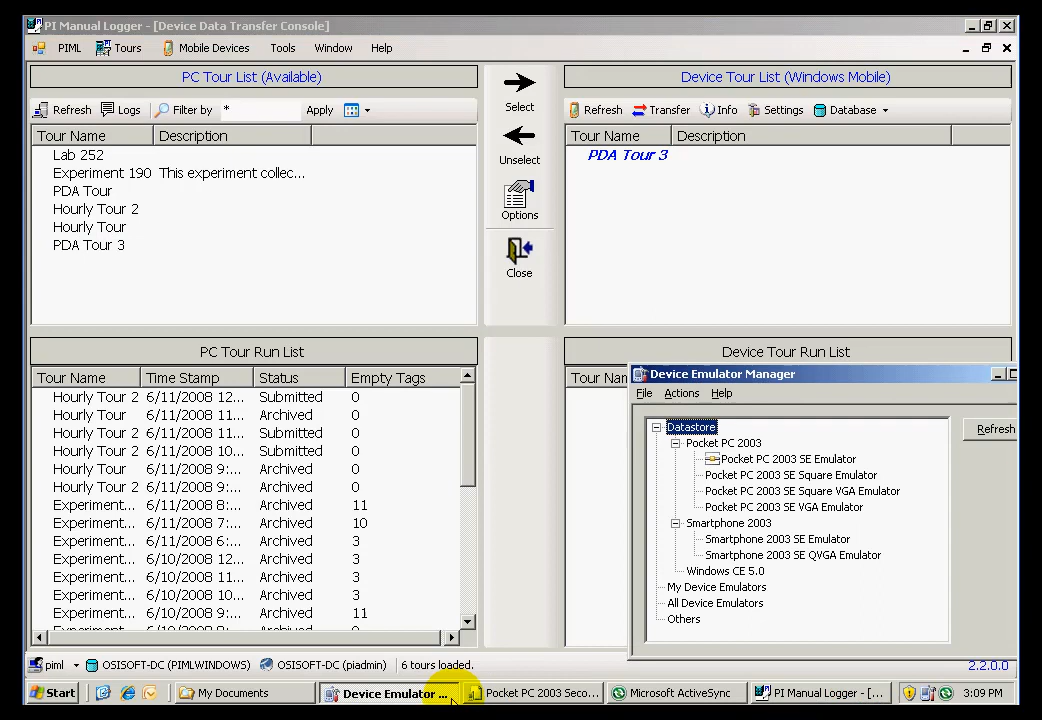 PI Manual Logger - [Device Data Transfer Console]
PIML Tours Mobile Devices Tools Window Help
PC Tour List (Available)
Refresh Logs Filter by * Apply
Tour Name Description
Lab 252
Experiment 190 This experiment collec...
PDA Tour
Hourly Tour 2
Hourly Tour
PDA Tour 3
Select
Unselect
Options
Close
Device Tour List (Windows Mobile)
Refresh Transfer Info Settings Database
Tour Name Description
PDA Tour 3
PC Tour Run List
Tour Name Time Stamp Status Empty Tags
Hourly Tour 2 6/11/2008 12... Submitted 0
Hourly Tour 6/11/2008 11... Archived 0
Hourly Tour 2 6/11/2008 11... Submitted 0
Hourly Tour 2 6/11/2008 10... Submitted 0
Hourly Tour 6/11/2008 9:... Archived 0
Hourly Tour 2 6/11/2008 9:... Archived 0
Experiment... 6/11/2008 8:... Archived 11
Experiment... 6/11/2008 7:... Archived 10
Experiment... 6/11/2008 6:... Archived 3
Experiment... 6/10/2008 12... Archived 3
Experiment... 6/10/2008 11... Archived 3
Experiment... 6/10/2008 10... Archived 3
Experiment... 6/10/2008 9:... Archived 11
Device Tour Run List
Tour Nam
Device Emulator Manager
File Actions Help
Datastore
Pocket PC 2003
Pocket PC 2003 SE Emulator
Pocket PC 2003 SE Square Emulator
Pocket PC 2003 SE Square VGA Emulator
Pocket PC 2003 SE VGA Emulator
Smartphone 2003
Smartphone 2003 SE Emulator
Smartphone 2003 SE QVGA Emulator
Windows CE 5.0
My Device Emulators
All Device Emulators
Others
Refresh
piml OSISOFT-DC (PIMLWINDOWS) OSISOFT-DC (piadmin) 6 tours loaded. 2.2.0.0
Start My Documents Device Emulator ... Pocket PC 2003 Seco... Microsoft ActiveSync PI Manual Logger - [... 3:09 PM